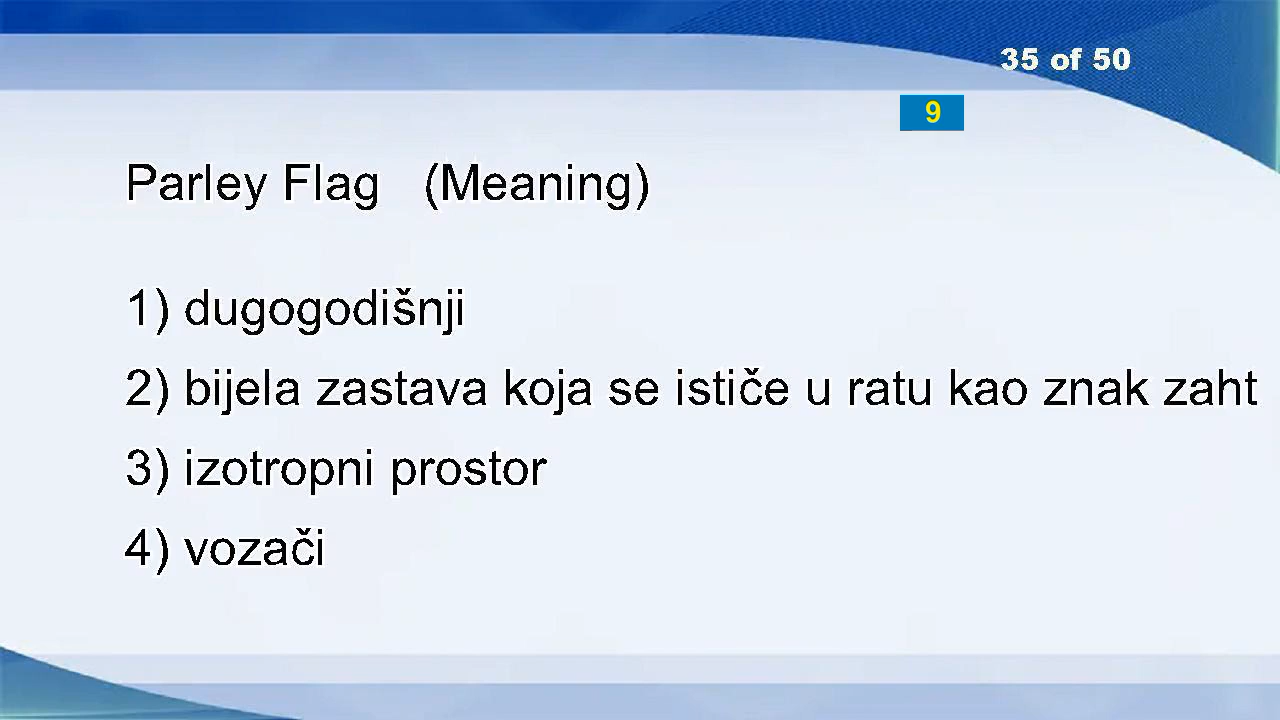 35 of 50
9
Parley Flag (Meaning)
1) dugogodišnji
2) bijela zastava koja se ističe u ratu kao znak zaht
3) izotropni prostor
4) vozači